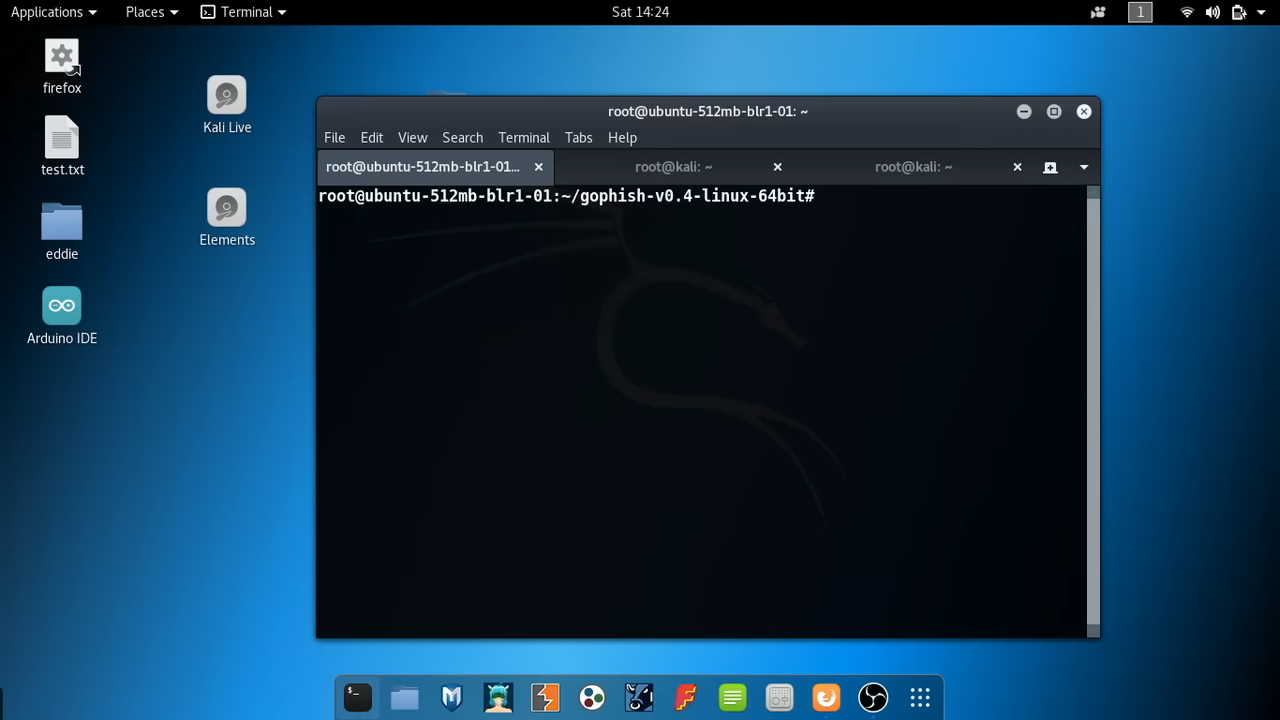 Applications Places Terminal Sat 14:24 1
firefox
Kali Live
test.txt
Elements
eddie
Arduino IDE
root@ubuntu-512mb-blr1-01: ~
File Edit View Search Terminal Tabs Help
root@ubuntu-512mb-blr1-01... root@kali: ~ root@kali: ~
root@ubuntu-512mb-blr1-01:~/gophish-v0.4-linux-64bit#